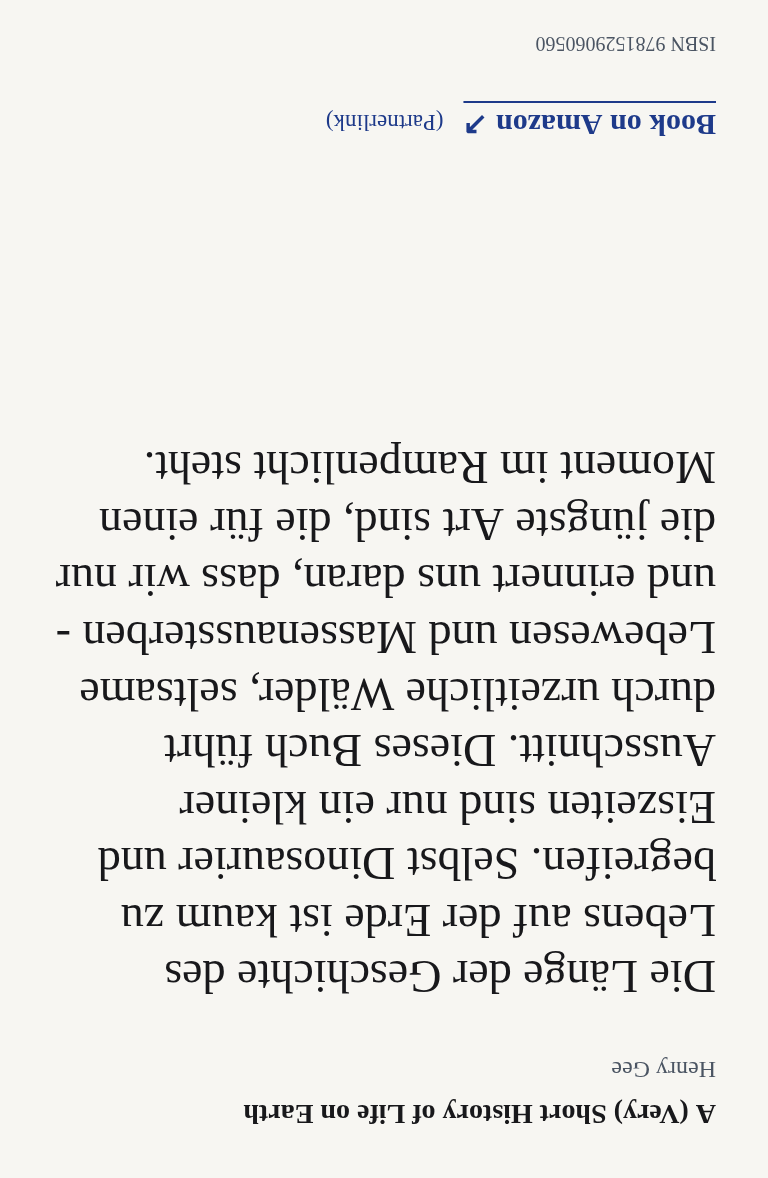 A (Very) Short History of Life on Earth
Henry Gee
Die Länge der Geschichte des
Lebens auf der Erde ist kaum zu
begreifen. Selbst Dinosaurier und
Eiszeiten sind nur ein kleiner
Ausschnitt. Dieses Buch führt
durch urzeitliche Wälder, seltsame
Lebewesen und Massenaussterben -
und erinnert uns daran, dass wir nur
die jüngste Art sind, die für einen
Moment im Rampenlicht steht.
Book on Amazon ↗ (Partnerlink)
ISBN 9781529060560